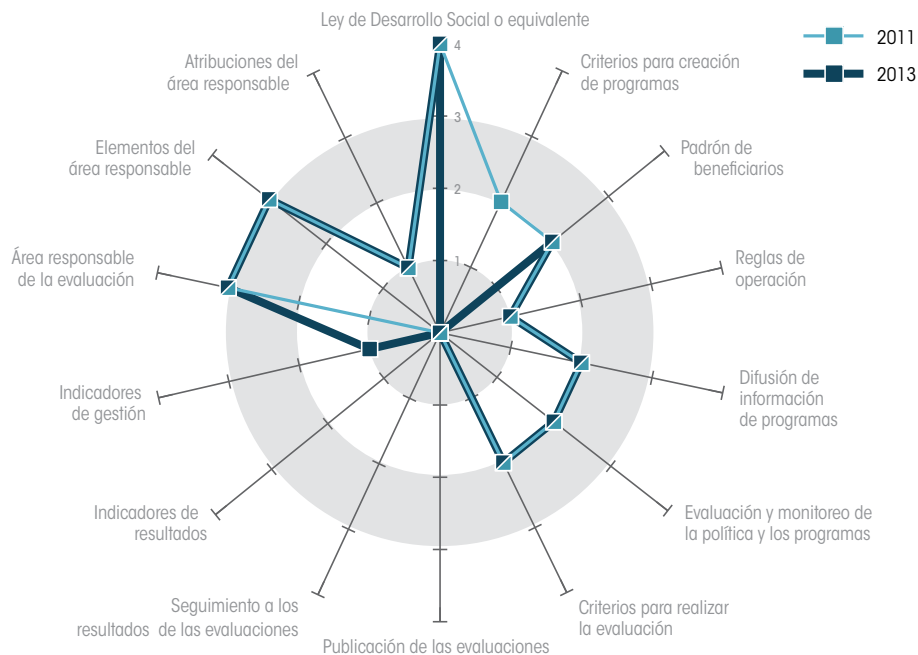 Ley de Desarrollo Social o equivalente
2011
2013
4
3
2
1
Criterios para creación
de programas
Padrón de
beneficiarios
Reglas de
operación
Difusión de
información
de programas
Evaluación y monitoreo de
la política y los programas
Criterios para realizar
la evaluación
Publicación de las evaluaciones
Seguimiento a los
resultados de las evaluaciones
Indicadores de
resultados
Indicadores
de gestión
Área responsable
de la evaluación
Elementos del
área responsable
Atribuciones del
área responsable